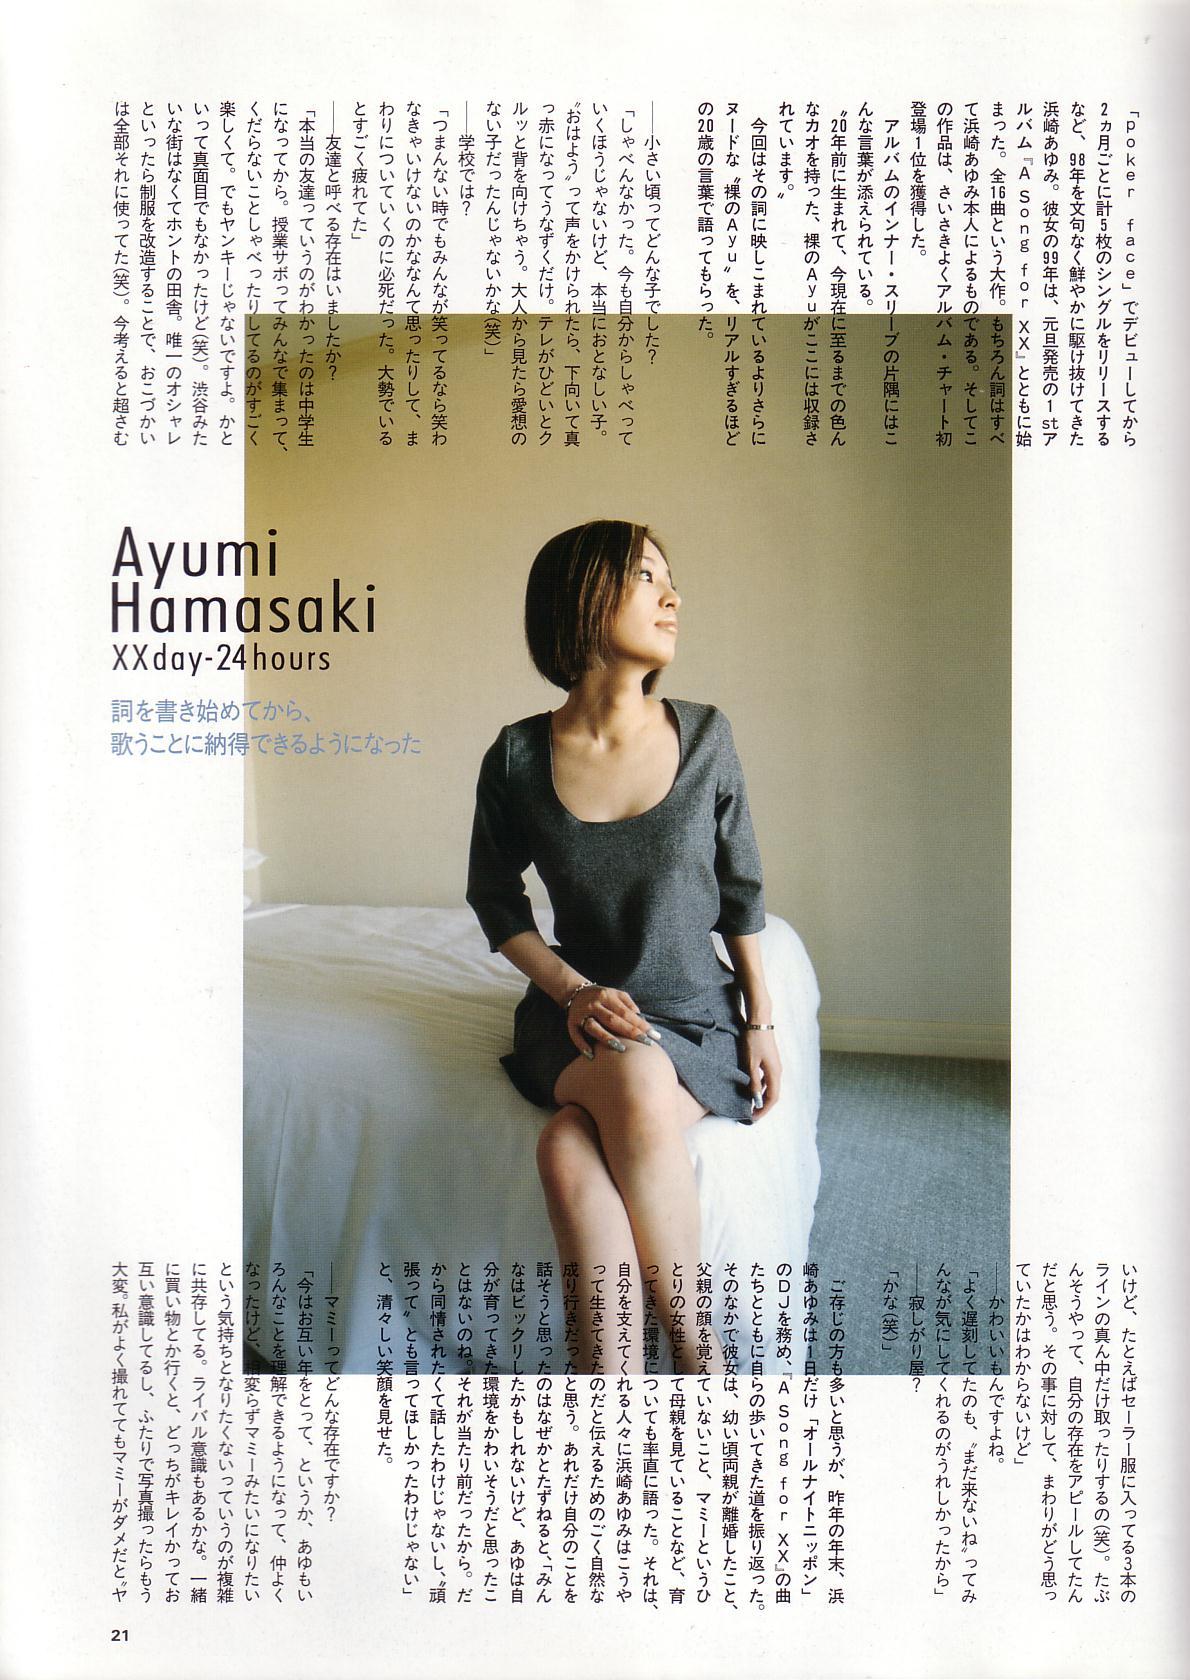 「poker face」でデビューしてから
2ヵ月ごとに計5枚のシングルをリリースする
など、98年を文句なく鮮やかに駆け抜けてきた
浜崎あゆみ。彼女の99年は、元旦発売の1stア
ルバム『A Song for XX』とともに始
まった。全16曲という大作。もちろん詞はすべ
て浜崎あゆみ本人によるものである。そしてこ
の作品は、さいさきよくアルバム・チャート初
登場1位を獲得した。
アルバムのインナー・スリーブの片隅にはこ
んな言葉が添えられている。
〝20年前に生まれて、今現在に至るまでの色ん
なカオを持った、裸のAyuがここには収録さ
れています。〟
今回はその詞に映しこまれているよりさらに
ヌードな〝裸のAyu〟を、リアルすぎるほど
の20歳の言葉で語ってもらった。
——小さい頃ってどんな子でした?
「しゃべんなかった。今も自分からしゃべって
いくほうじゃないけど、本当におとなしい子。
〝おはよう〟って声をかけられたら、下向いて真
っ赤になってうなずくだけ。テレがひどいとク
ルッと背を向けちゃう。大人から見たら愛想の
ない子だったんじゃないかな(笑)」
——学校では?
「つまんない時でもみんなが笑ってるなら笑わ
なきゃいけないのかななんて思ったりして、ま
わりについていくのに必死だった。大勢でいる
とすごく疲れてた」
——友達と呼べる存在はいましたか?
「本当の友達っていうのがわかったのは中学生
になってから。授業サボってみんなで集まって、
くだらないことしゃべったりしてるのがすごく
楽しくて。でもヤンキーじゃないですよ。かと
いって真面目でもなかったけど(笑)。渋谷みた
いな街はなくてホントの田舎。唯一のオシャレ
といったら制服を改造することで、おこづかい
は全部それに使ってた(笑)。今考えると超さむ
Ayumi
Hamasaki
XXday-24hours
詞を書き始めてから、
歌うことに納得できるようになった
いけど、たとえばセーラー服に入ってる3本の
ラインの真ん中だけ取ったりするの(笑)。たぶ
んそうやって、自分の存在をアピールしてたん
だと思う。その事に対して、まわりがどう思っ
ていたかはわからないけど」
——かわいいもんですよね。
「よく遅刻してたのも、〝まだ来ないね〟ってみ
んなが気にしてくれるのがうれしかったから」
——寂しがり屋?
「かな(笑)」
ご存じの方も多いと思うが、昨年の年末、浜
崎あゆみは1日だけ「オールナイトニッポン」
のDJを務め、『A Song for XX』の曲
たちとともに自らの歩いてきた道を振り返った。
そのなかで彼女は、幼い頃両親が離婚したこと、
父親の顔を覚えていないこと、マミーというひ
とりの女性として母親を見ていることなど、育
ってきた環境についても率直に語った。それは、
自分を支えてくれる人々に浜崎あゆみはこうや
って生きてきたのだと伝えるためのごく自然な
成り行きだったと思う。あれだけ自分のことを
話そうと思ったのはなぜかとたずねると、「みん
なはビックリしたかもしれないけど、あゆは自
分が育ってきた環境をかわいそうだと思ったこ
とはないのね。それが当たり前だったから。だ
から同情されたくて話したわけじゃないし、〝頑
張って〟とも言ってほしかったわけじゃない」
と、清々しい笑顔を見せた。
——マミーってどんな存在ですか?
「今はお互い年をとって、というか、あゆもい
ろんなことを理解できるようになって、仲よく
なったけど、相変らずマミーみたいになりたい
という気持ちとなりたくないっていうのが複雑
に共存してる。ライバル意識もあるかな。一緒
に買い物とか行くと、どっちがキレイかってお
互い意識してるし、ふたりで写真撮ったらもう
大変。私がよく撮れててもマミーがダメだと〝ヤ
21